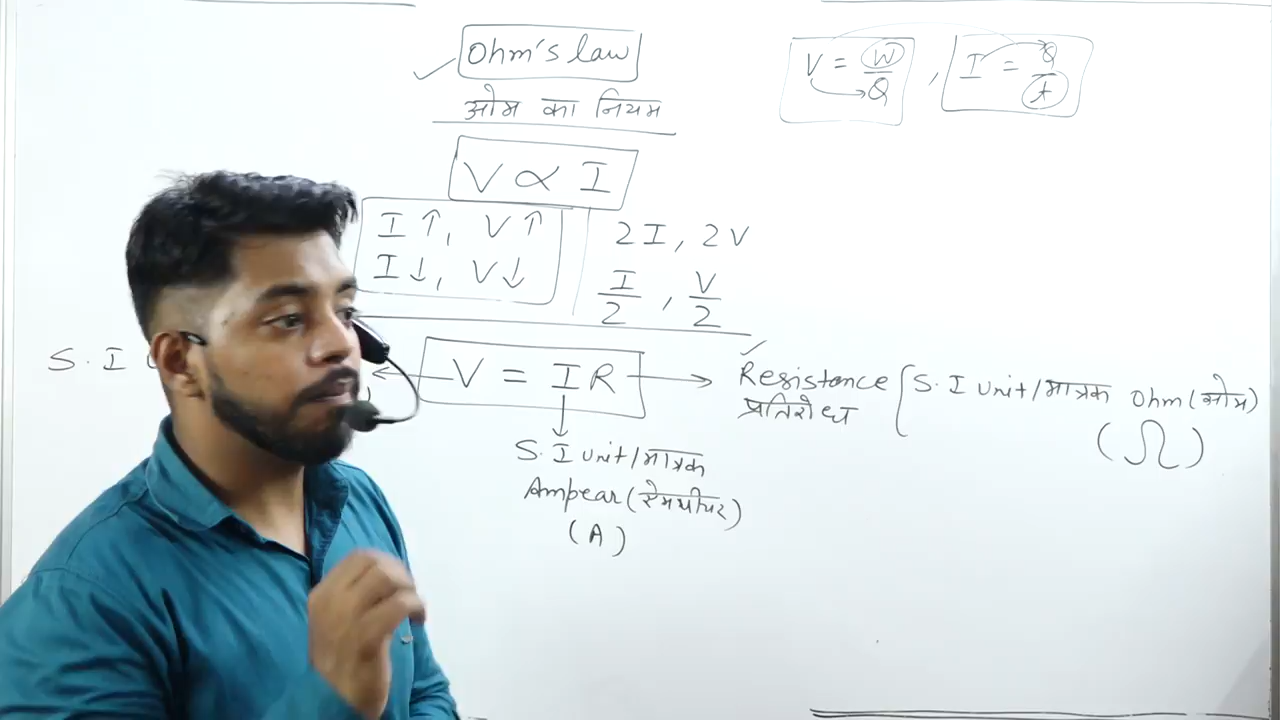 Ohm's law
ओम का नियम
V = W/Q , I = Q/t
V ∝ I
I ↑, V ↑
I ↓, V ↓
2I, 2V
I/2 , V/2
S.I
V = IR
Resistance
प्रतिरोध
S.I unit/मात्रक ohm (ओम)
(Ω)
S.I unit/मात्रक
Ampear (ऐमपीयर)
(A)